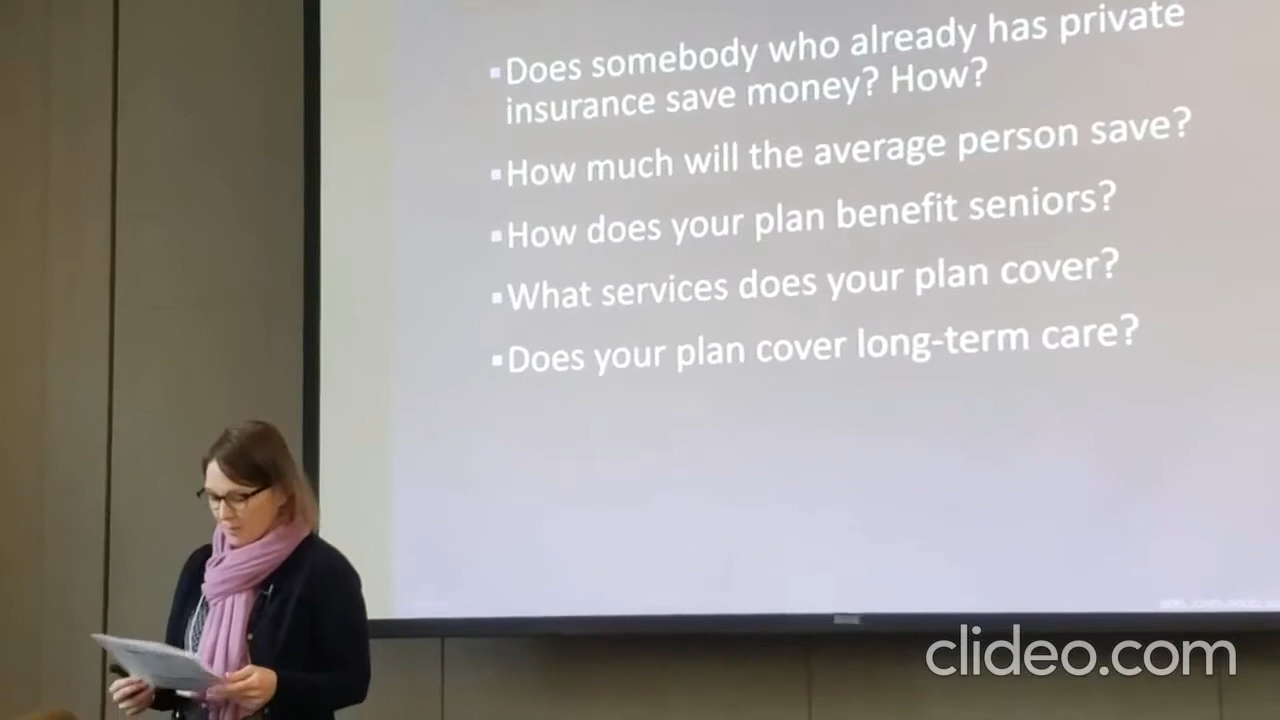 ▪Does somebody who already has private
insurance save money? How?
▪How much will the average person save?
▪How does your plan benefit seniors?
▪What services does your plan cover?
▪Does your plan cover long-term care?
clideo.com